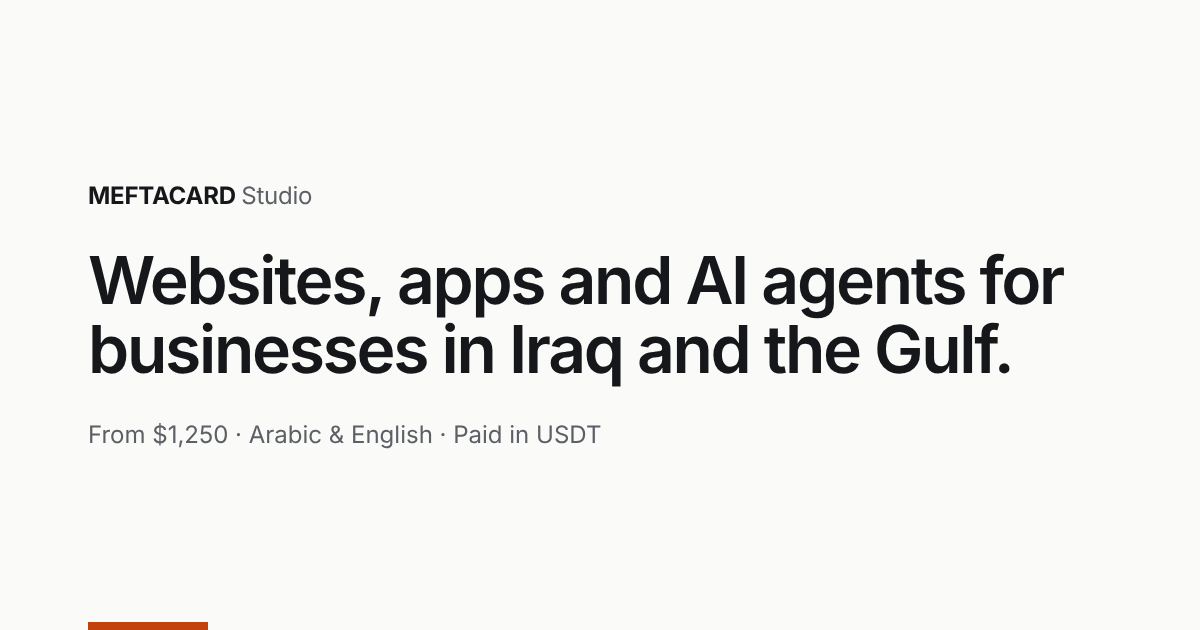 MEFTACARD Studio
Websites, apps and AI agents for
businesses in Iraq and the Gulf.
From $1,250 · Arabic & English · Paid in USDT